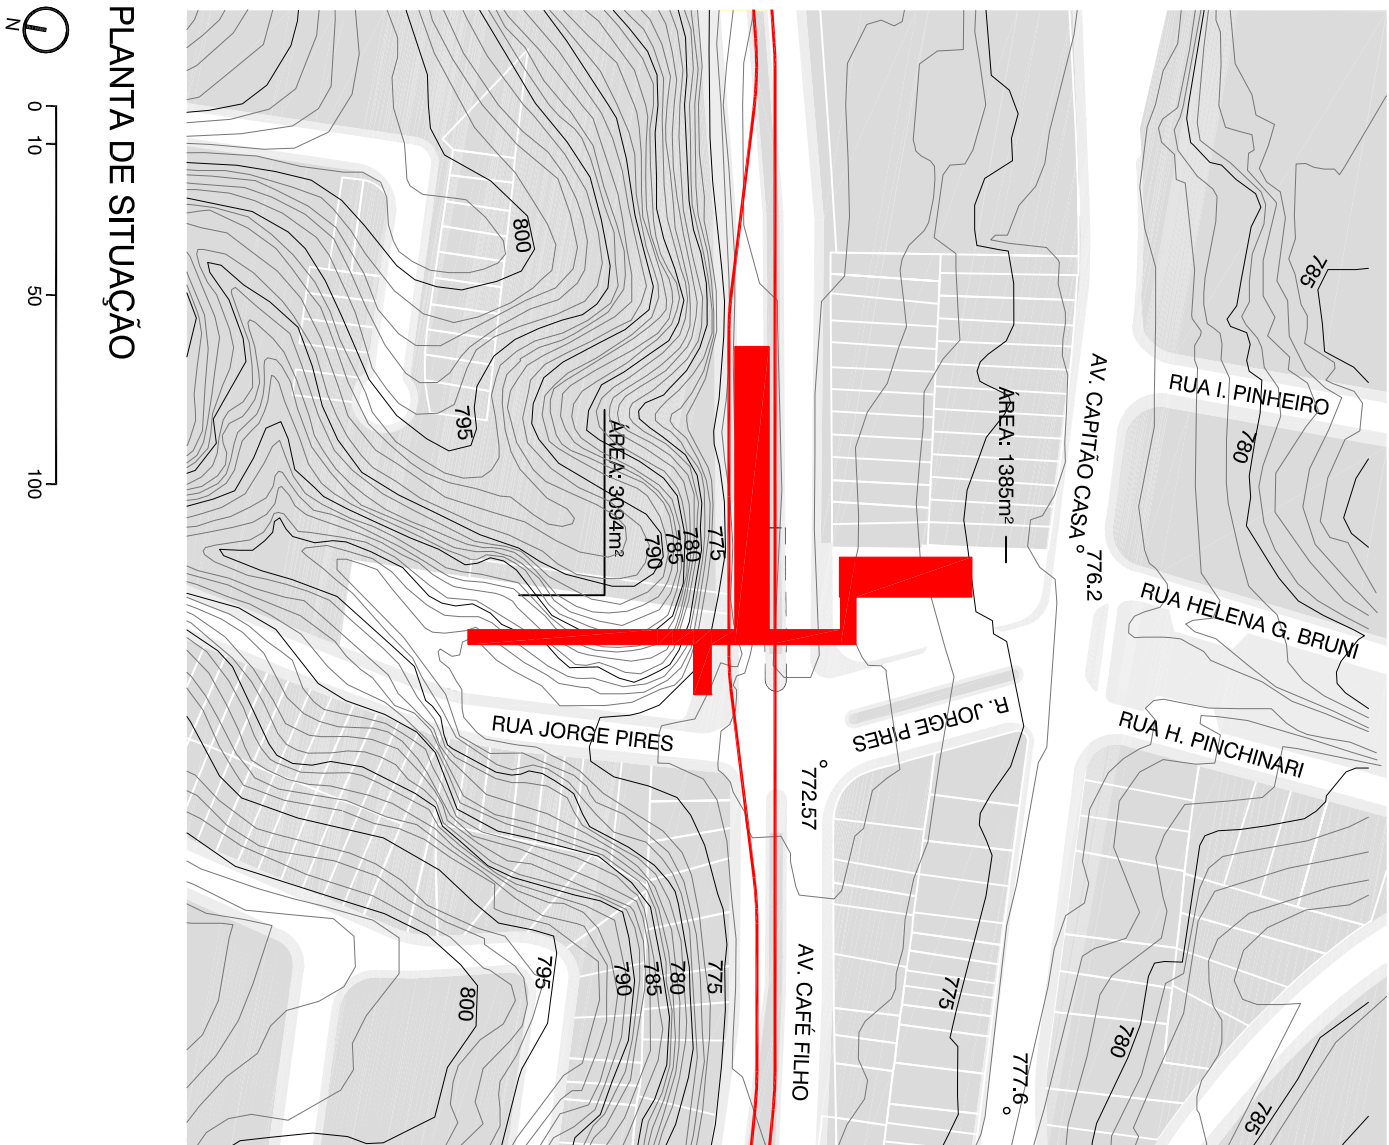 N
0
10
50
100
PLANTA DE SITUAÇÃO
800
795
ÁREA: 3094m²
790
785
780
775
ÁREA: 1385m²
AV. CAPITÃO CASA
776.2
RUA I. PINHEIRO
785
780
RUA HELENA G. BRUNI
RUA H. PINCHINARI
R. JORGE PIRES
RUA JORGE PIRES
772.57
AV. CAFÉ FILHO
800
795
790
785
780
775
775
777.6
780
785